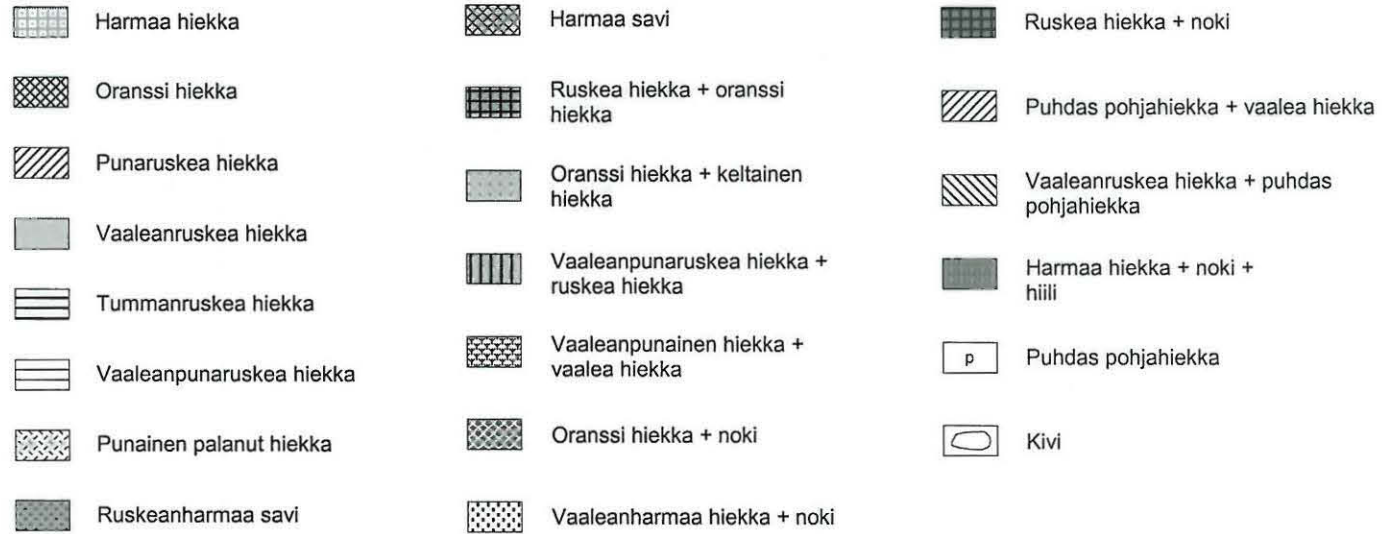 Harmaa hiekka
Oranssi hiekka
Punaruskea hiekka
Vaaleanruskea hiekka
Tummanruskea hiekka
Vaaleanpunaruskea hiekka
Punainen palanut hiekka
Ruskeanharmaa savi
Harmaa savi
Ruskea hiekka + oranssi
hiekka
Oranssi hiekka + keltainen
hiekka
Vaaleanpunaruskea hiekka +
ruskea hiekka
Vaaleanpunainen hiekka +
vaalea hiekka
Oranssi hiekka + noki
Vaaleanharmaa hiekka + noki
Ruskea hiekka + noki
Puhdas pohjahiekka + vaalea hiekka
Vaaleanruskea hiekka + puhdas
pohjahiekka
Harmaa hiekka + noki +
hiili
p
Puhdas pohjahiekka
Kivi